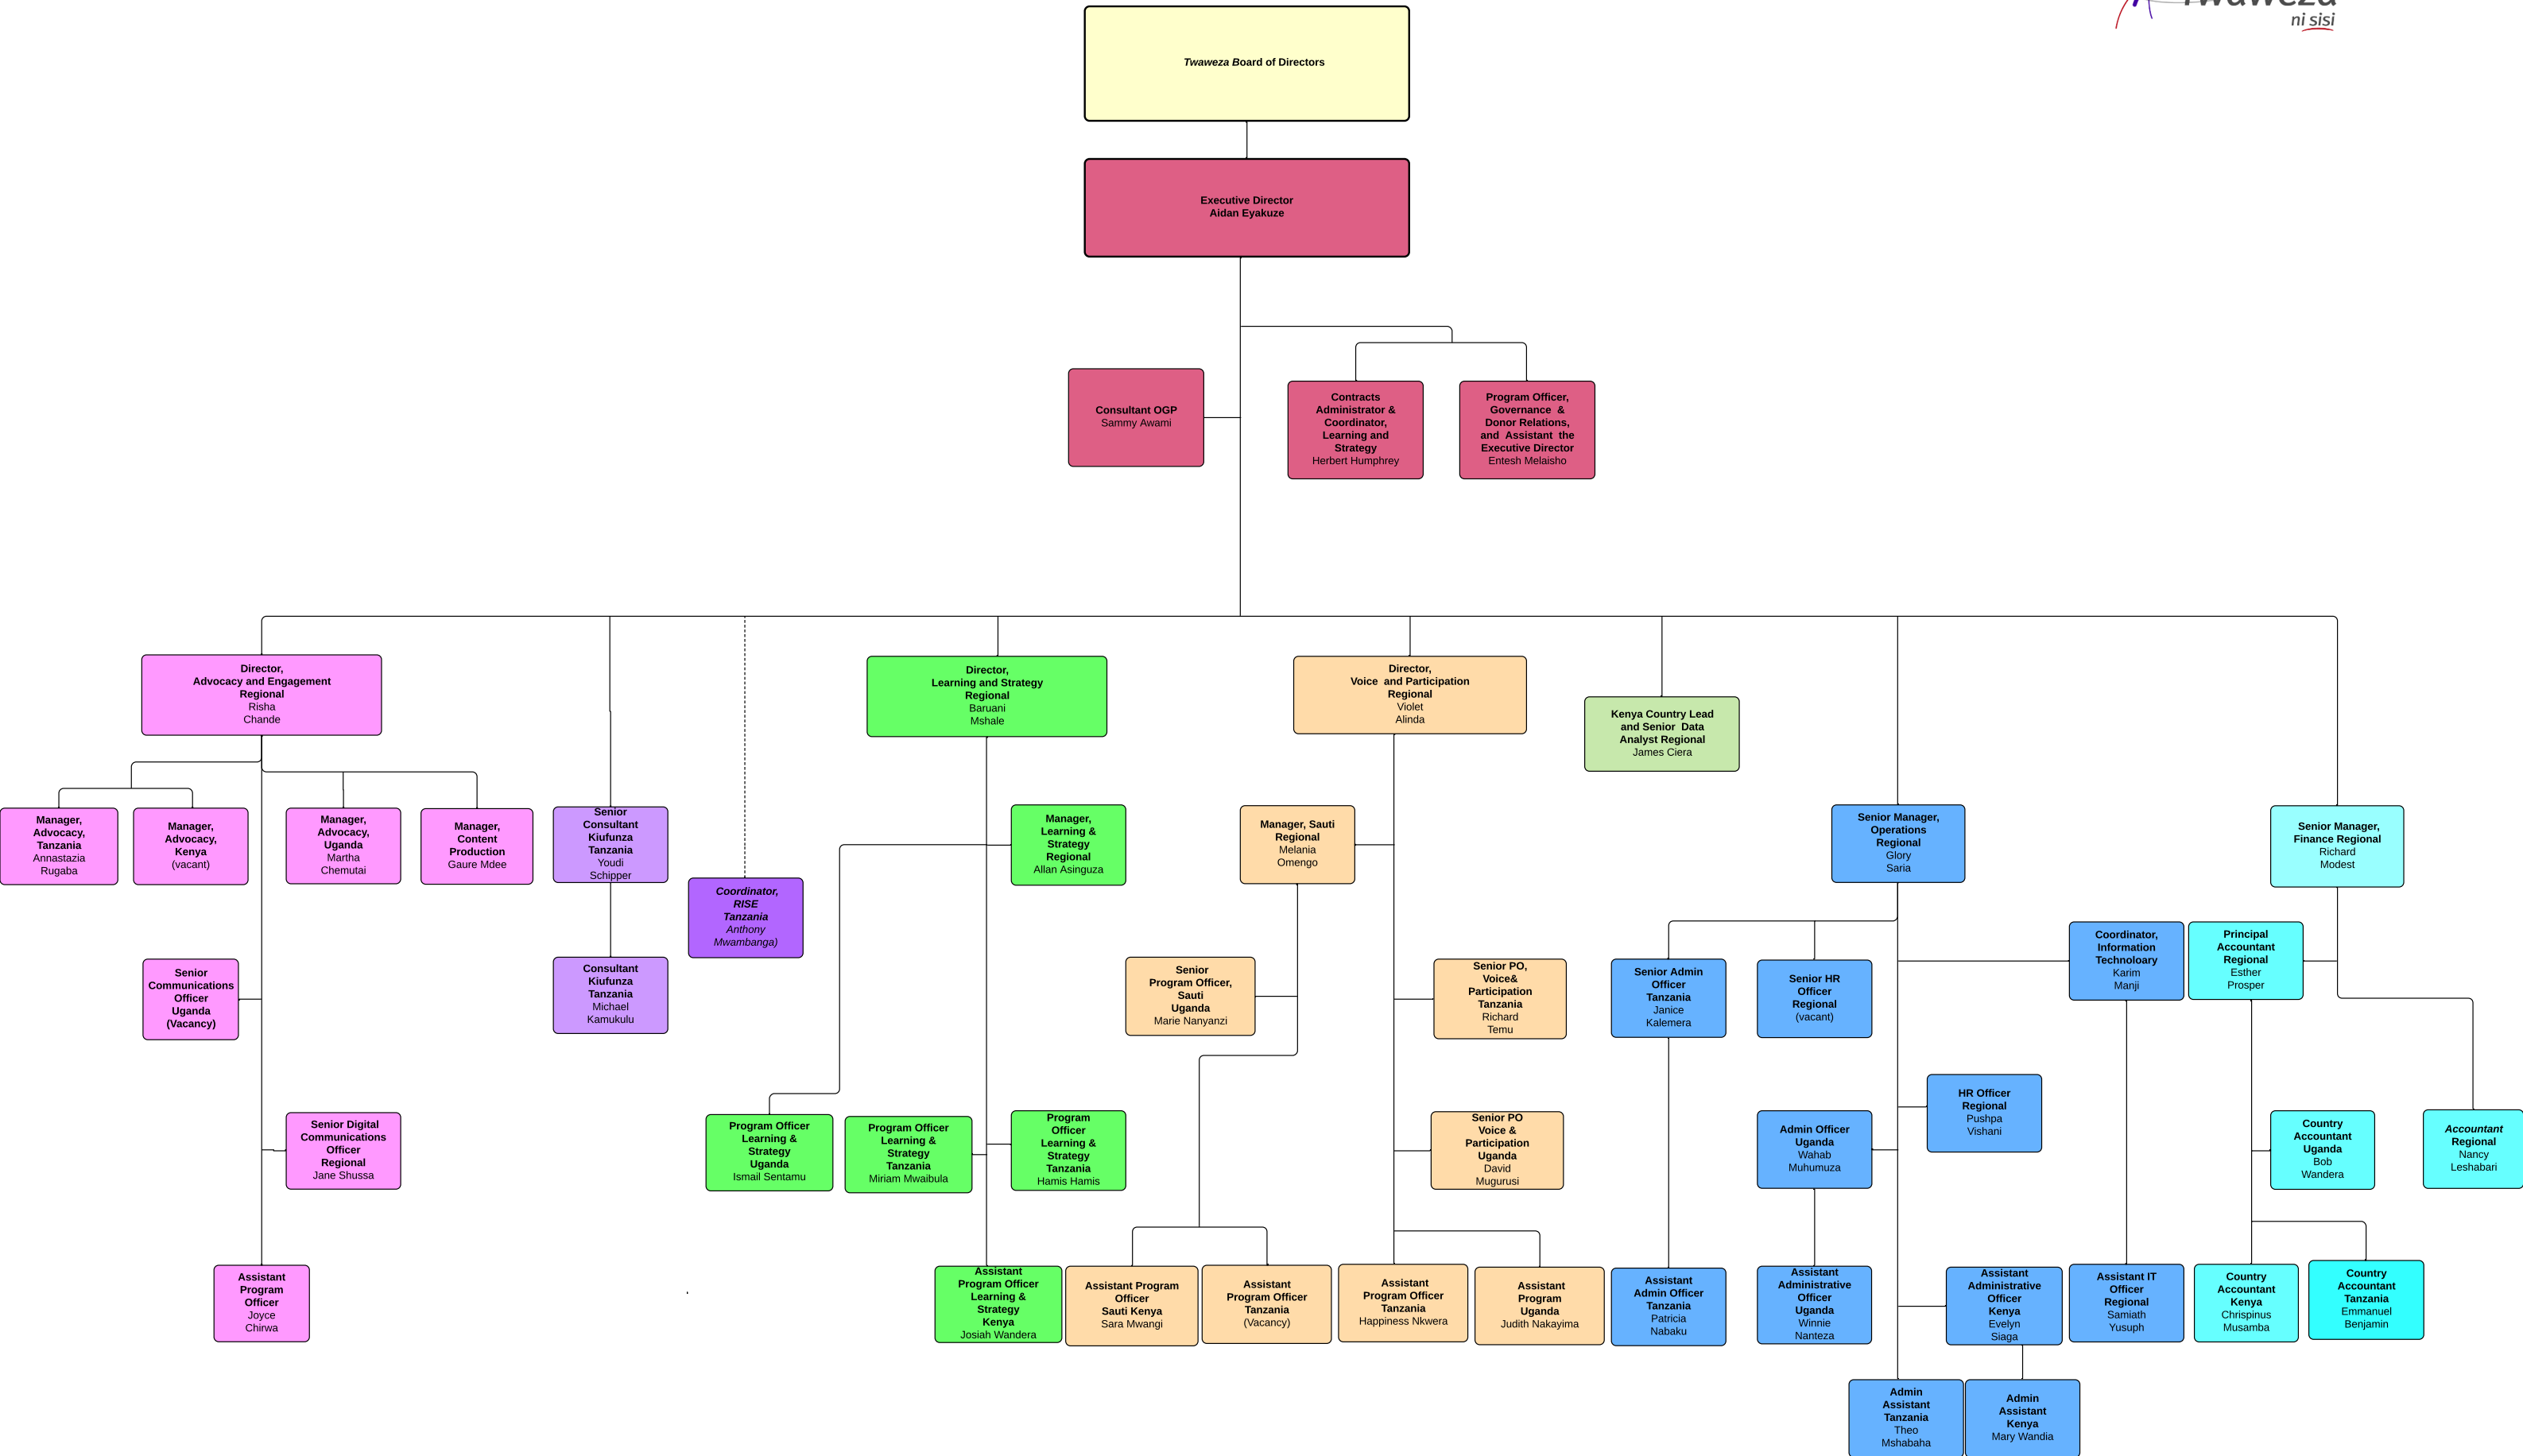 Twaweza
ni sisi
Twaweza Board of Directors
Executive Director
Aidan Eyakuze
Consultant OGP
Sammy Awami
Contracts
Administrator &
Coordinator,
Learning and
Strategy
Herbert Humphrey
Program Officer,
Governance &
Donor Relations,
and Assistant the
Executive Director
Entesh Melaisho
Director,
Advocacy and Engagement
Regional
Risha
Chande
Director,
Learning and Strategy
Regional
Baruani
Mshale
Director,
Voice and Participation
Regional
Violet
Alinda
Kenya Country Lead
and Senior Data
Analyst Regional
James Ciera
Manager,
Advocacy,
Tanzania
Annastazia
Rugaba
Manager,
Advocacy,
Kenya
(vacant)
Manager,
Advocacy,
Uganda
Martha
Chemutai
Manager,
Content
Production
Gaure Mdee
Senior
Consultant
Kiufunza
Tanzania
Youdi
Schipper
Coordinator,
RISE
Tanzania
Anthony
Mwambanga)
Manager,
Learning &
Strategy
Regional
Allan Asinguza
Manager, Sauti
Regional
Melania
Omengo
Senior Manager,
Operations
Regional
Glory
Saria
Senior Manager,
Finance Regional
Richard
Modest
Senior
Communications
Officer
Uganda
(Vacancy)
Consultant
Kiufunza
Tanzania
Michael
Kamukulu
Senior
Program Officer,
Sauti
Uganda
Marie Nanyanzi
Senior PO,
Voice&
Participation
Tanzania
Richard
Temu
Senior Admin
Officer
Tanzania
Janice
Kalemera
Senior HR
Officer
Regional
(vacant)
Coordinator,
Information
Technoloary
Karim
Manji
Principal
Accountant
Regional
Esther
Prosper
Senior Digital
Communications
Officer
Regional
Jane Shussa
Program Officer
Learning &
Strategy
Uganda
Ismail Sentamu
Program Officer
Learning &
Strategy
Tanzania
Miriam Mwaibula
Program
Officer
Learning &
Strategy
Tanzania
Hamis Hamis
Senior PO
Voice &
Participation
Uganda
David
Mugurusi
Admin Officer
Uganda
Wahab
Muhumuza
HR Officer
Regional
Pushpa
Vishani
Country
Accountant
Uganda
Bob
Wandera
Accountant
Regional
Nancy
Leshabari
Assistant
Program
Officer
Joyce
Chirwa
Assistant
Program Officer
Learning &
Strategy
Kenya
Josiah Wandera
Assistant Program
Officer
Sauti Kenya
Sara Mwangi
Assistant
Program Officer
Tanzania
(Vacancy)
Assistant
Program Officer
Tanzania
Happiness Nkwera
Assistant
Program
Uganda
Judith Nakayima
Assistant
Admin Officer
Tanzania
Patricia
Nabaku
Assistant
Administrative
Officer
Uganda
Winnie
Nanteza
Assistant
Administrative
Officer
Kenya
Evelyn
Siaga
Assistant IT
Officer
Regional
Samiath
Yusuph
Country
Accountant
Kenya
Chrispinus
Musamba
Country
Accountant
Tanzania
Emmanuel
Benjamin
Admin
Assistant
Tanzania
Theo
Mshabaha
Admin
Assistant
Kenya
Mary Wandia